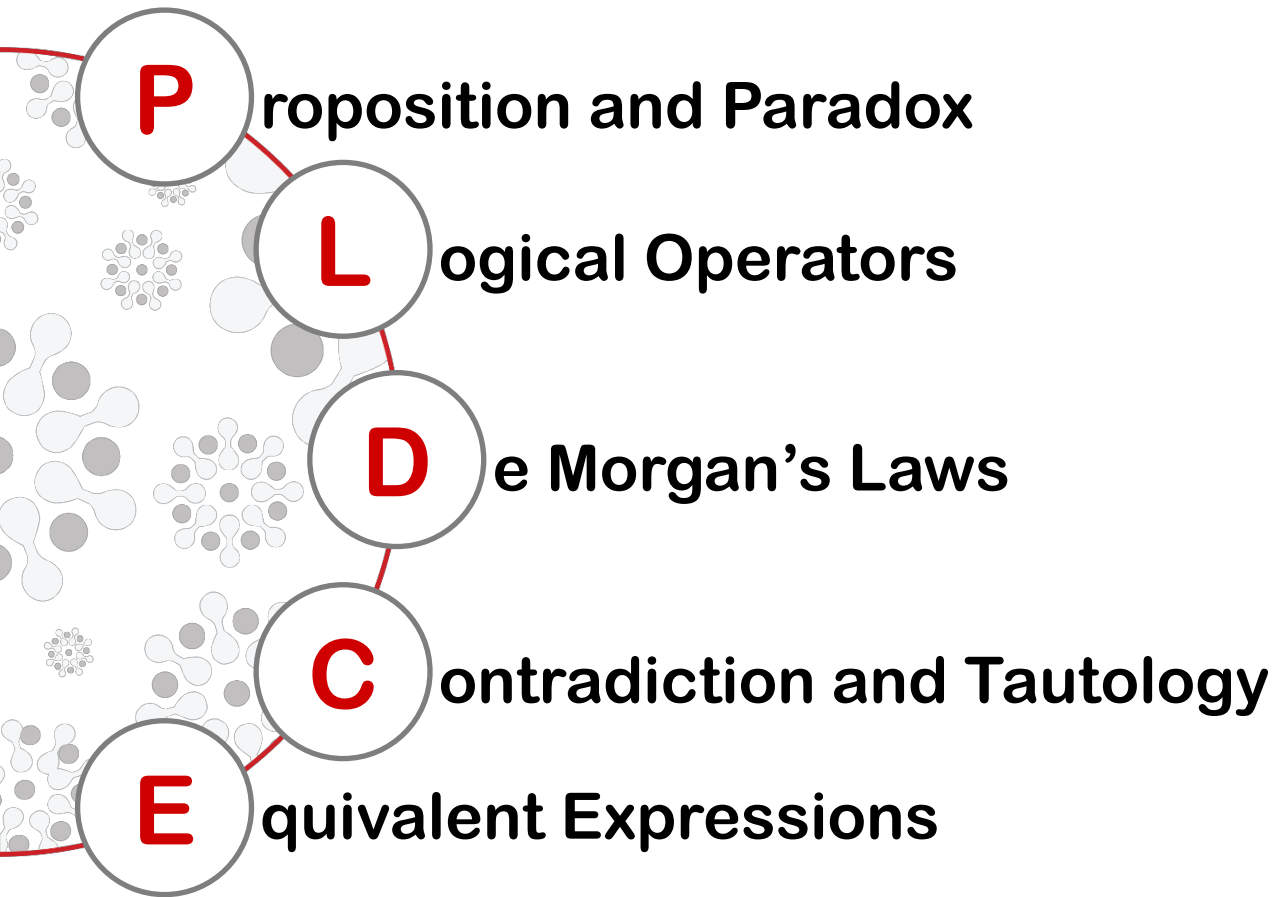 Proposition and Paradox
Logical Operators
De Morgan’s Laws
Contradiction and Tautology
Equivalent Expressions